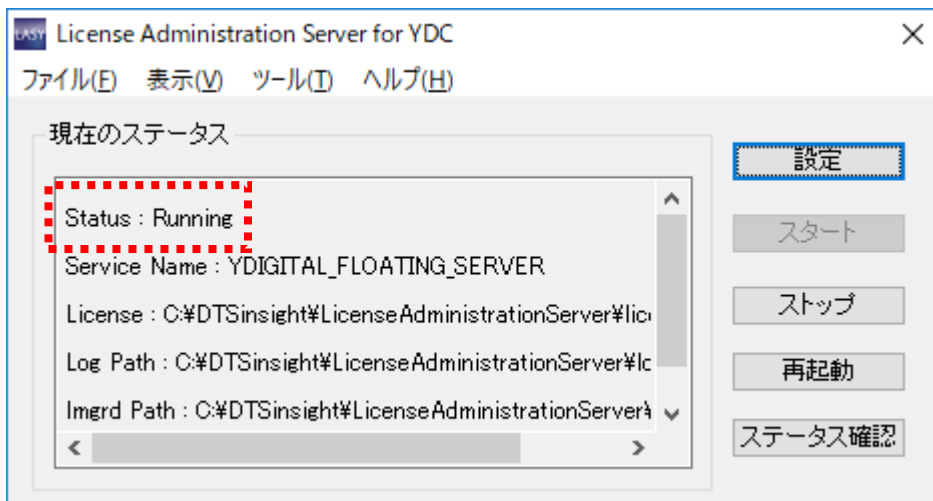 LASY License Administration Server for YDC
ファイル(F) 表示(V) ツール(T) ヘルプ(H)
現在のステータス
Status : Running
Service Name : YDIGITAL_FLOATING_SERVER
License : C:¥DTSinsight¥LicenseAdministrationServer¥lic
Log Path : C:¥DTSinsight¥LicenseAdministrationServer¥lc
Imgrd Path : C:¥DTSinsight¥LicenseAdministrationServer¥
設定
スタート
ストップ
再起動
ステータス確認